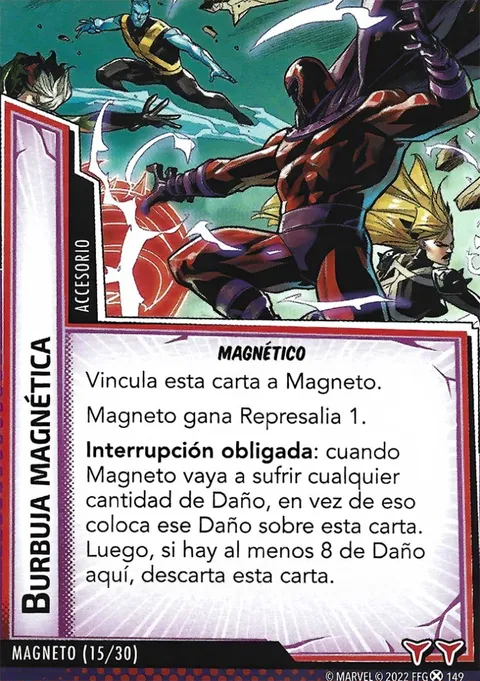 ACCESORIO
BURBUJA MAGNÉTICA
MAGNÉTICO
Vincula esta carta a Magneto.
Magneto gana Represalia 1.
Interrupción obligada: cuando
Magneto vaya a sufrir cualquier
cantidad de Daño, en vez de eso
coloca ese Daño sobre esta carta.
Luego, si hay al menos 8 de Daño
aquí, descarta esta carta.
MAGNETO (15/30)
© MARVEL © 2022 FFG 149